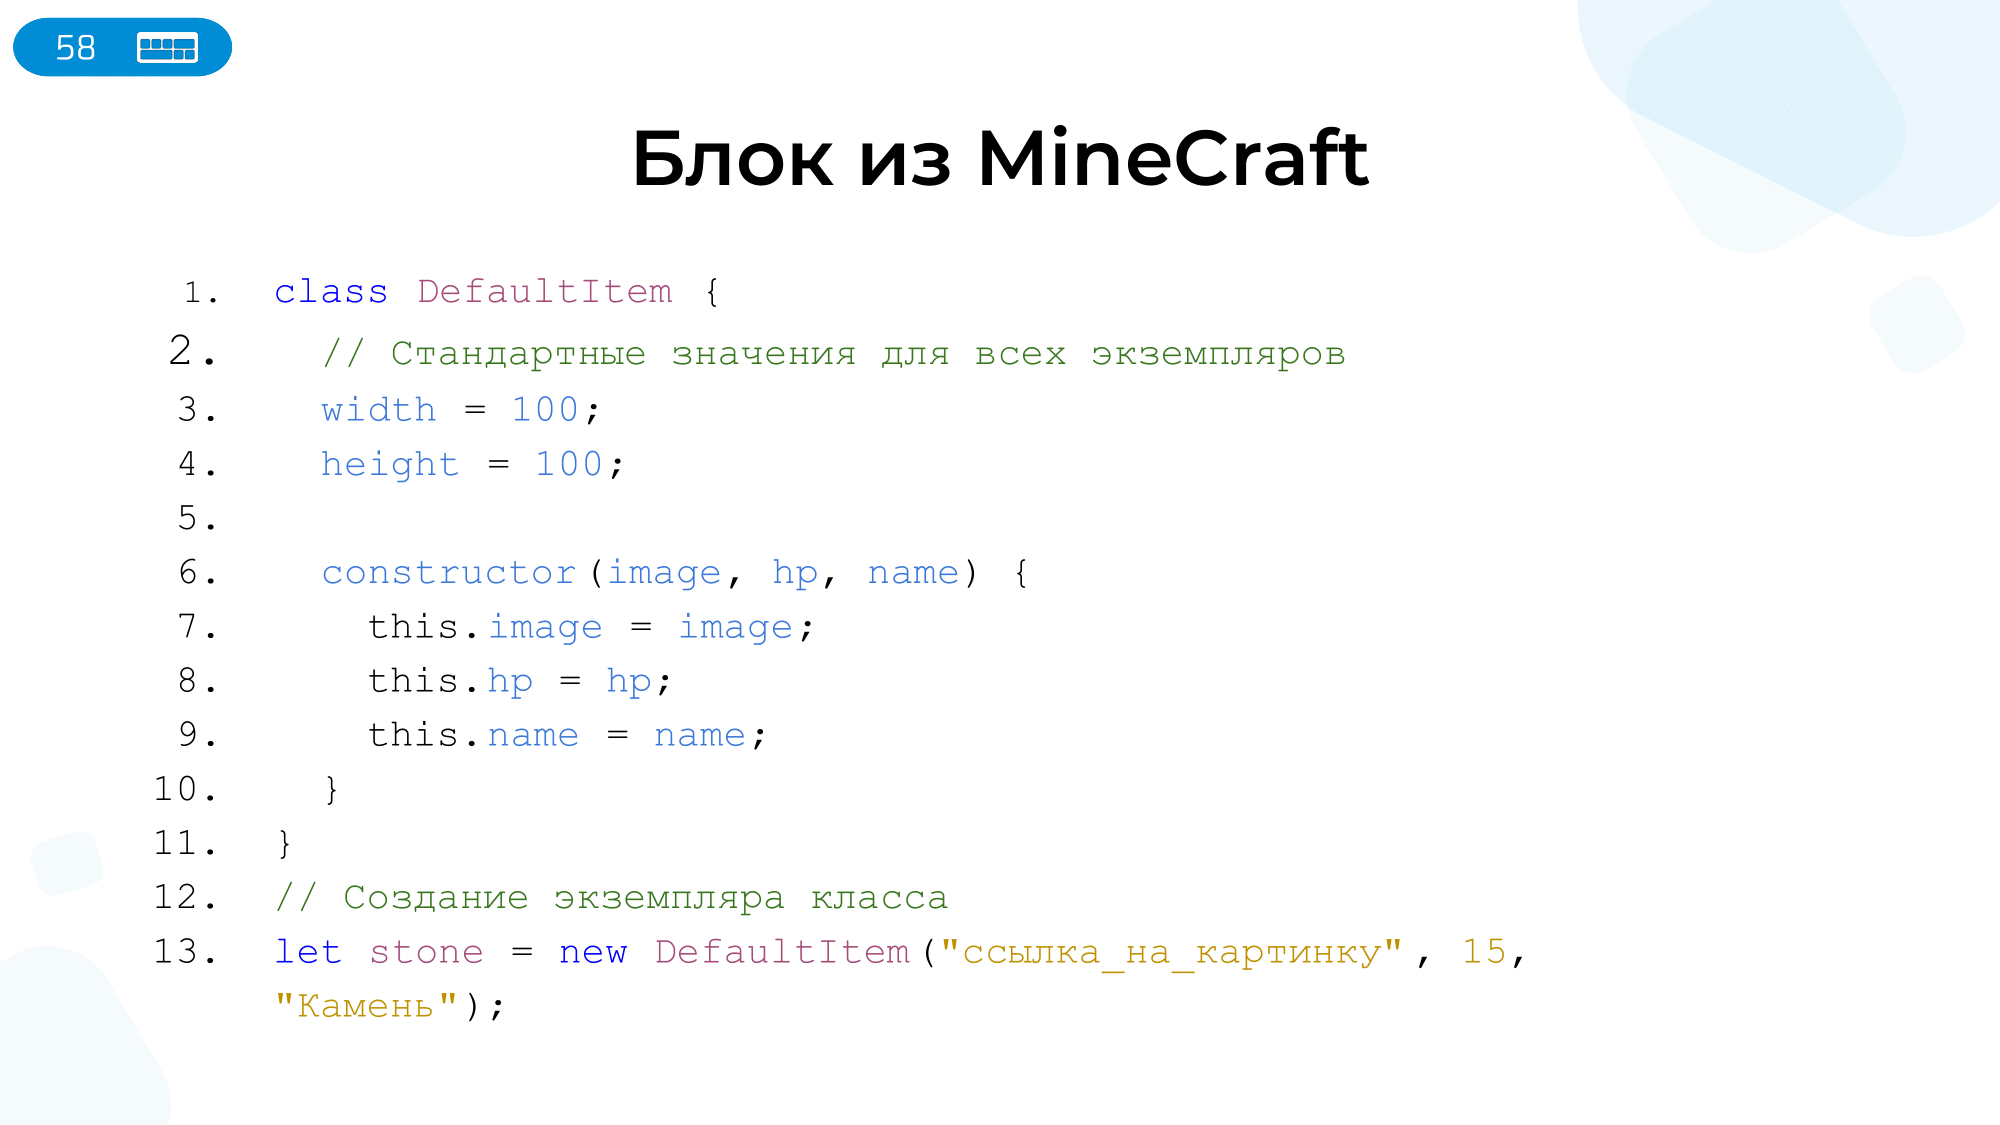 58
Блок из MineCraft
1. class DefaultItem {
2. // Стандартные значения для всех экземпляров
3. width = 100;
4. height = 100;
5.
6. constructor(image, hp, name) {
7. this.image = image;
8. this.hp = hp;
9. this.name = name;
10. }
11. }
12. // Создание экземпляра класса
13. let stone = new DefaultItem("ссылка_на_картинку", 15,
"Камень");